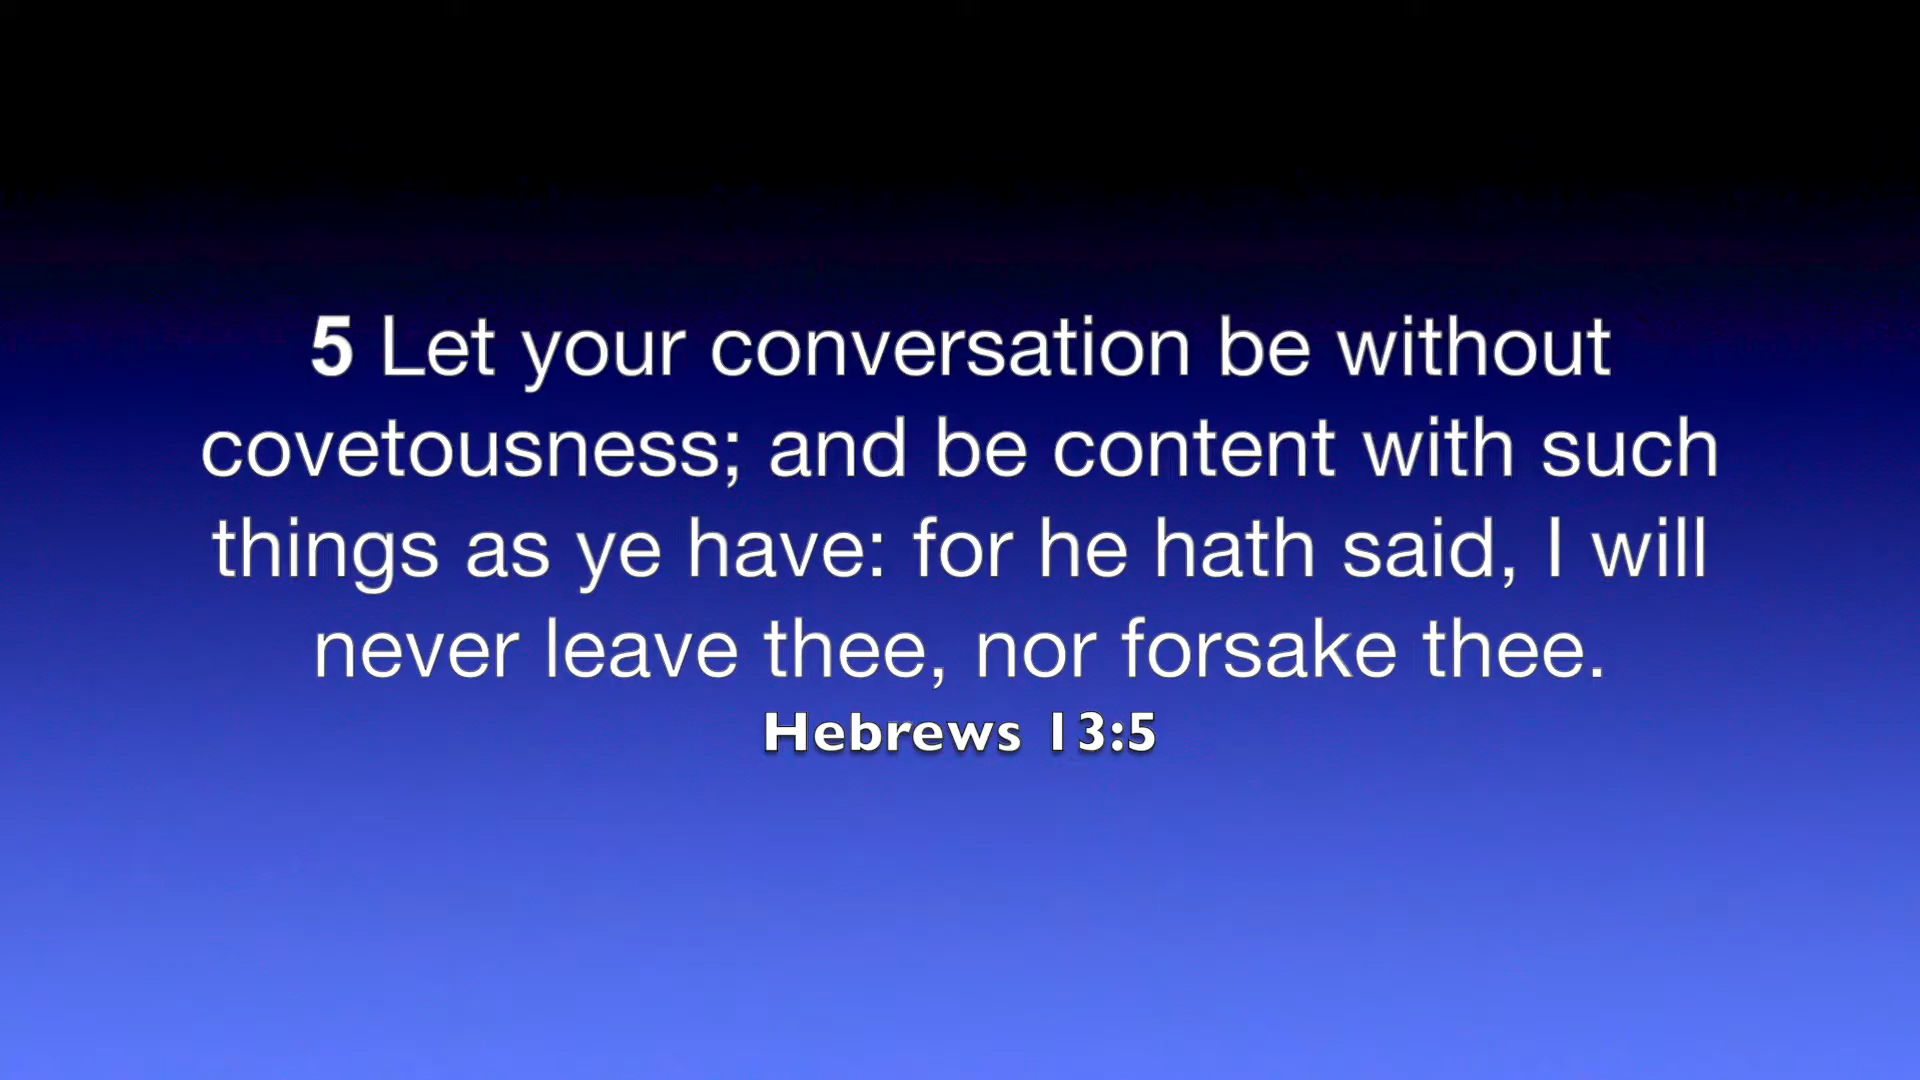 5 Let your conversation be without
covetousness; and be content with such
things as ye have: for he hath said, I will
never leave thee, nor forsake thee.
Hebrews 13:5